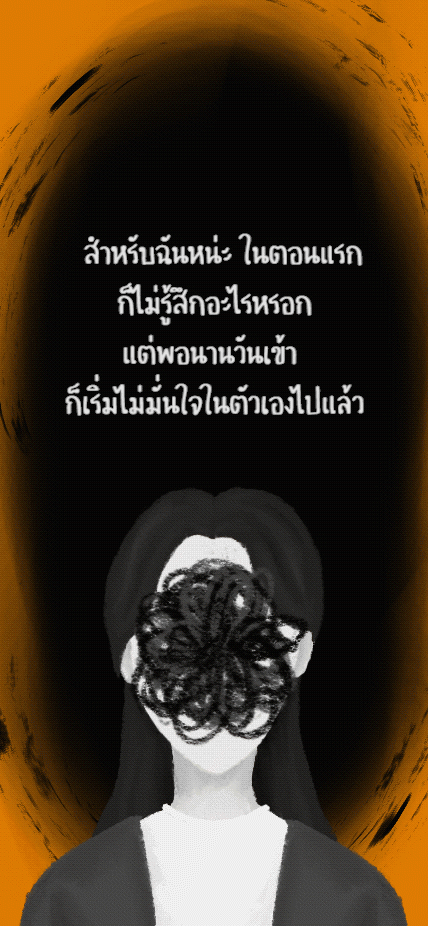 สำหรับฉันหน่ะ ในตอนแรก
ก็ไม่รู้สึกอะไรหรอก
แต่พอนานวันเข้า
ก็เริ่มไม่มั่นใจในตัวเองไปแล้ว